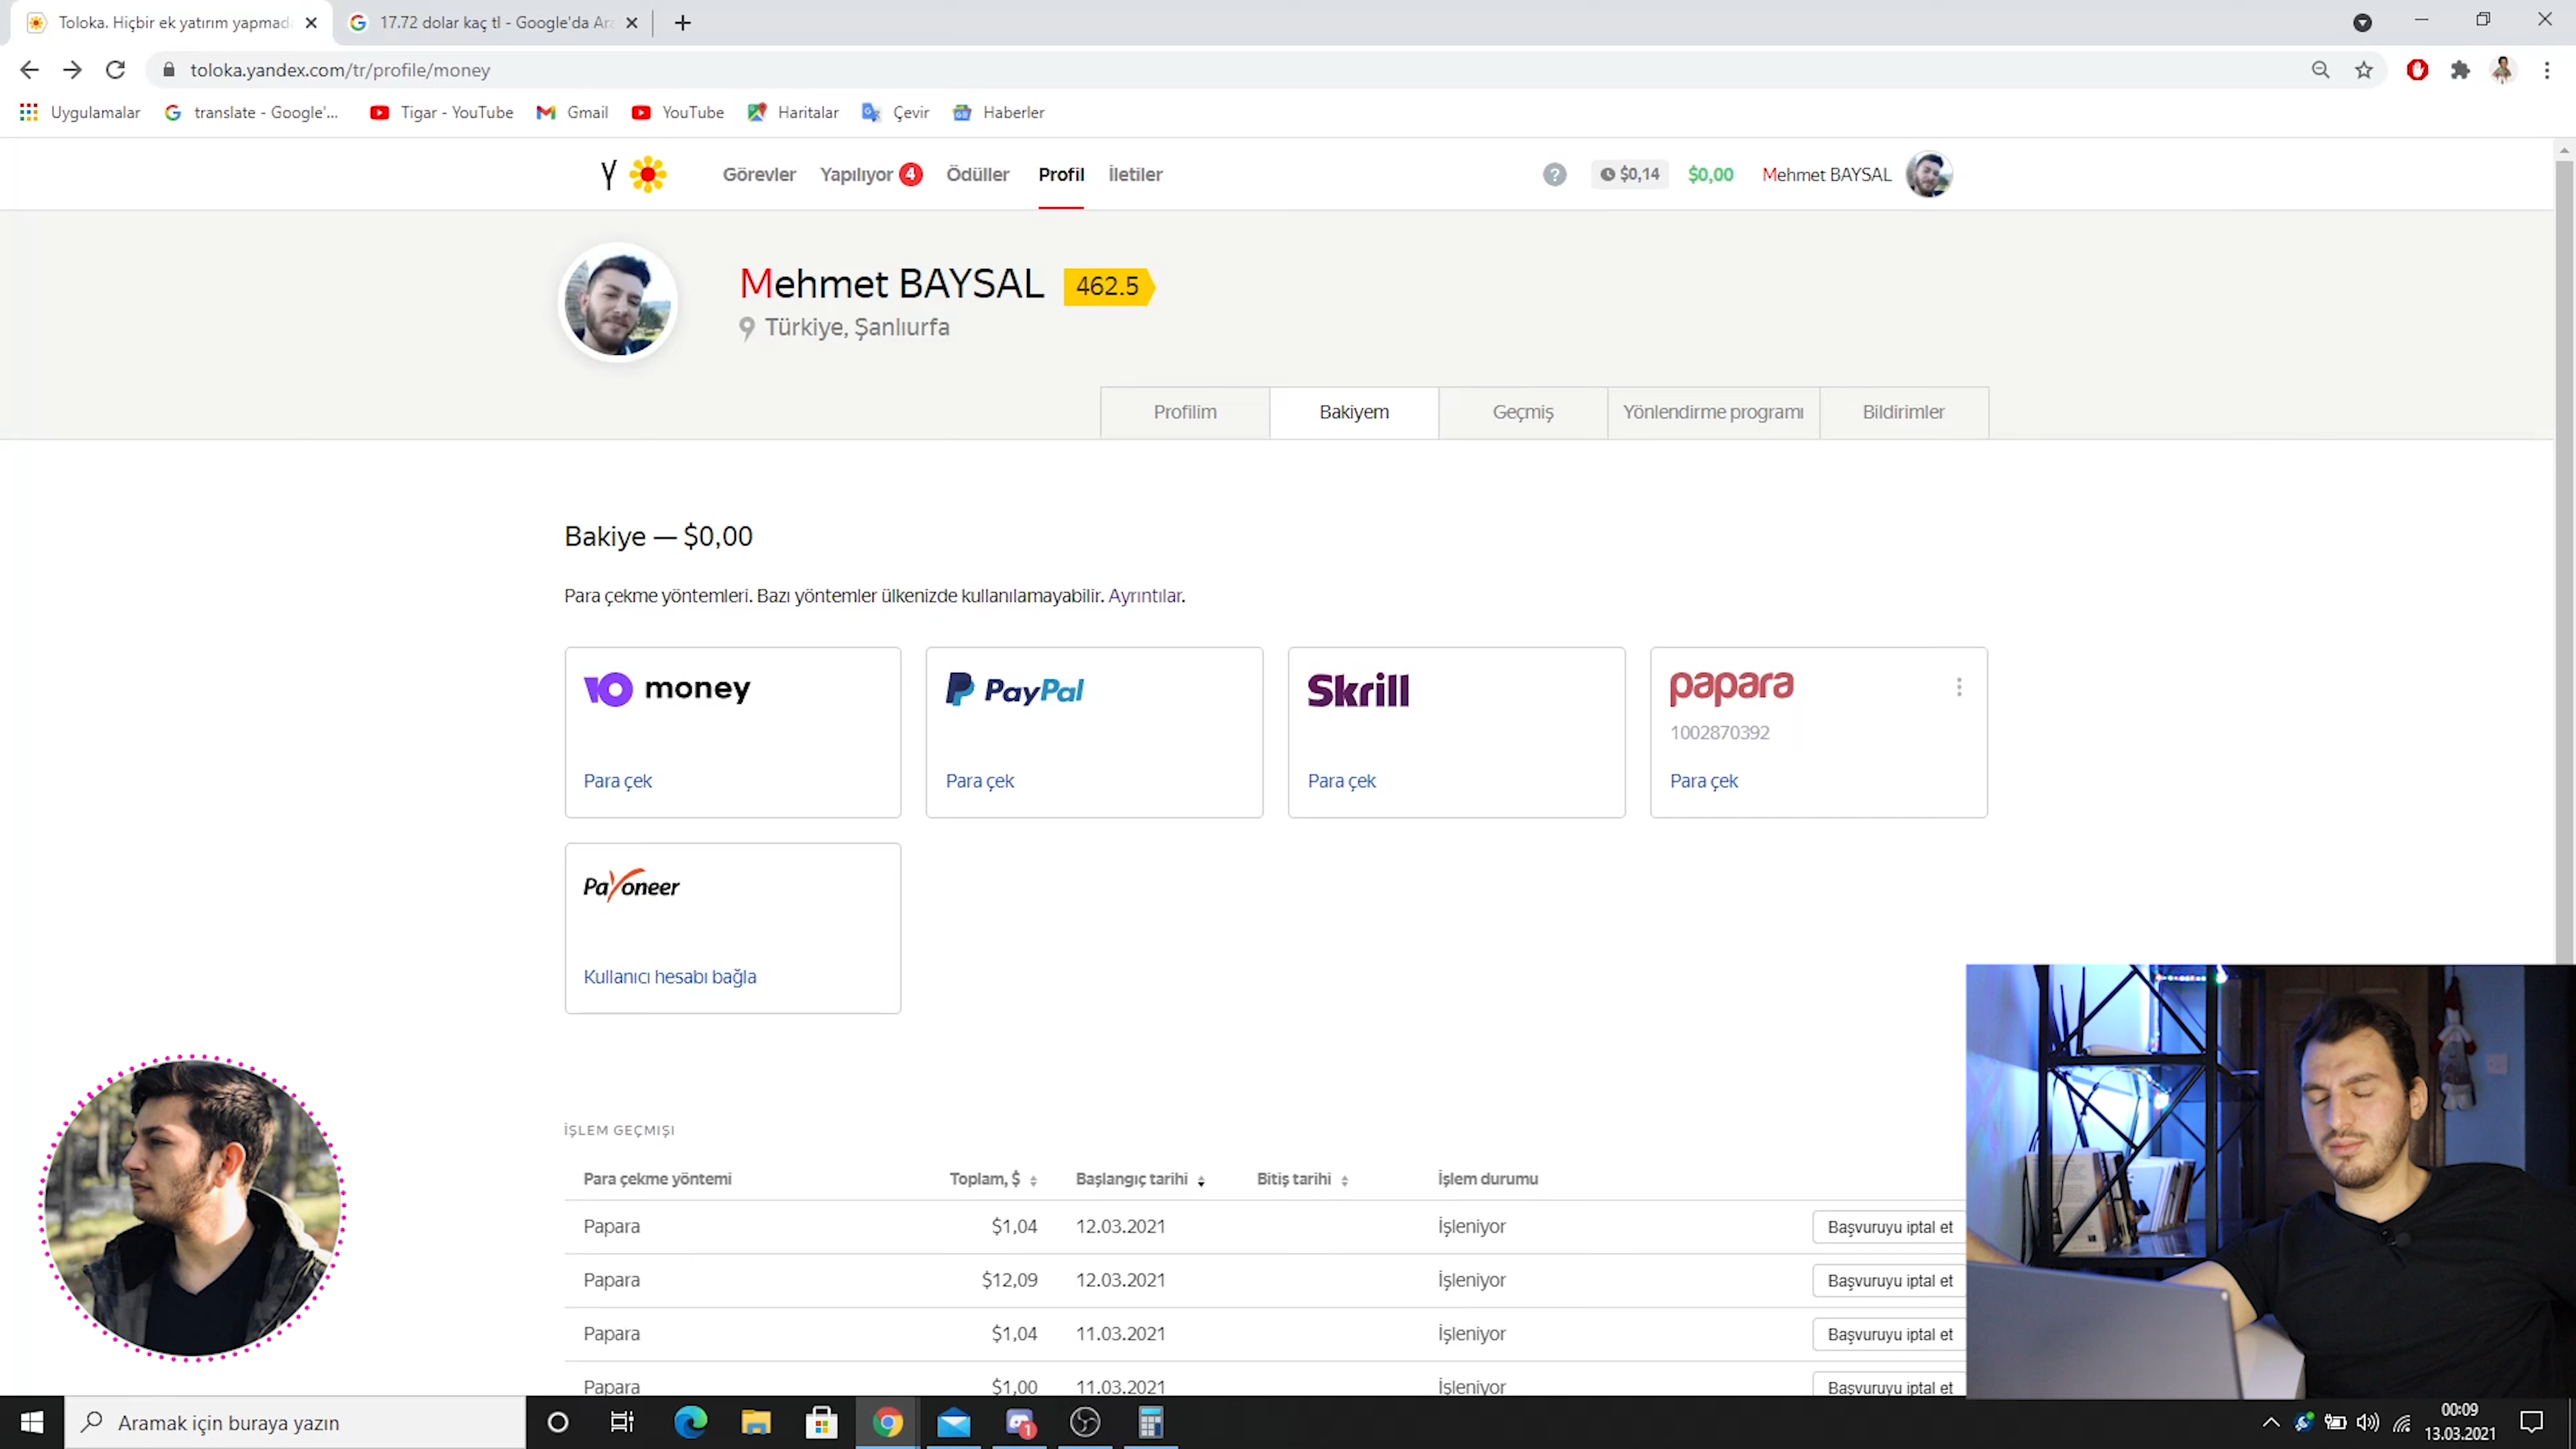 Toloka. Hiçbir ek yatırım yapmada
17.72 dolar kaç tl - Google'da Ara
toloka.yandex.com/tr/profile/money
Uygulamalar
translate - Google'...
Tigar - YouTube
Gmail
YouTube
Haritalar
Çevir
Haberler
Y
Görevler
Yapılıyor 4
Ödüller
Profil
İletiler
?
$0,14
$0,00
Mehmet BAYSAL
Mehmet BAYSAL 462.5
Türkiye, Şanlıurfa
Profilim
Bakiyem
Geçmiş
Yönlendirme programı
Bildirimler
Bakiye — $0,00
Para çekme yöntemleri. Bazı yöntemler ülkenizde kullanılamayabilir. Ayrıntılar.
Ю money
PayPal
Skrill
papara
1002870392
Para çek
Para çek
Para çek
Para çek
Payoneer
Kullanıcı hesabı bağla
İŞLEM GEÇMİŞİ
Para çekme yöntemi Toplam, $ Başlangıç tarihi Bitiş tarihi İşlem durumu
Papara $1,04 12.03.2021 İşleniyor Başvuruyu iptal et
Papara $12,09 12.03.2021 İşleniyor Başvuruyu iptal et
Papara $1,04 11.03.2021 İşleniyor Başvuruyu iptal et
Papara $1,00 11.03.2021 İşleniyor Başvuruyu iptal et
Aramak için buraya yazın
1
00:09
13.03.2021